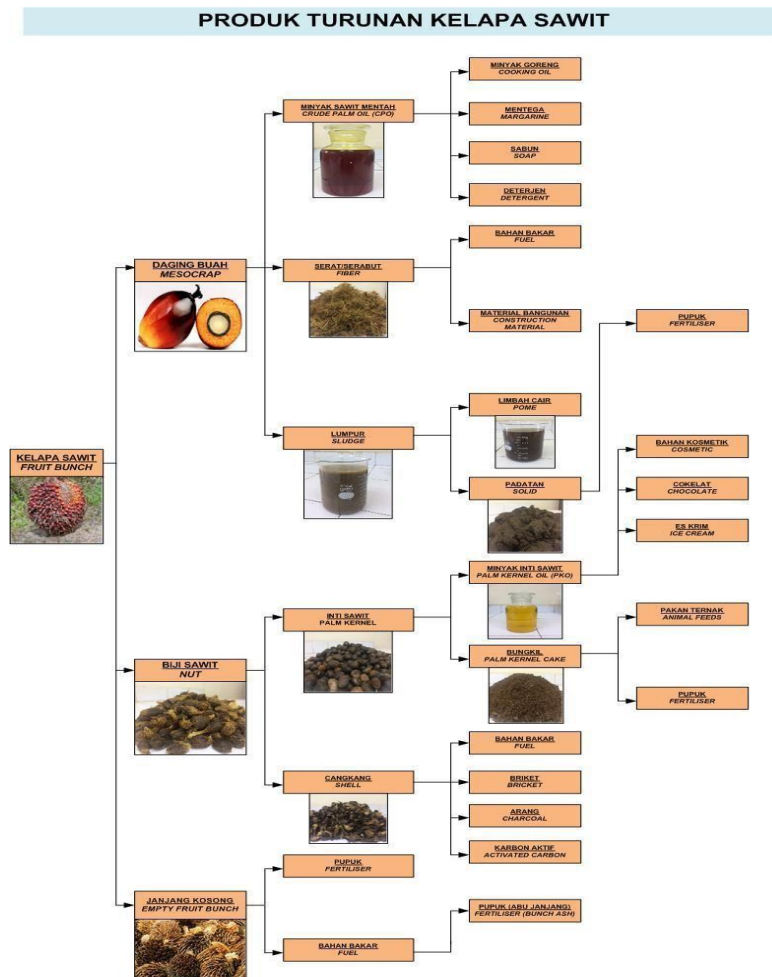 PRODUK TURUNAN KELAPA SAWIT
KELAPA SAWIT
FRUIT BUNCH
DAGING BUAH
MESOCRAP
MINYAK SAWIT MENTAH
CRUDE PALM OIL (CPO)
MINYAK GORENG
COOKING OIL
MENTEGA
MARGARINE
SABUN
SOAP
DETERJEN
DETERGENT
SERAT/SERABUT
FIBER
BAHAN BAKAR
FUEL
MATERIAL BANGUNAN
CONSTRUCTION
MATERIAL
LUMPUR
SLUDGE
LIMBAH CAIR
POME
PADATAN
SOLID
PUPUK
FERTILISER
BIJI SAWIT
NUT
INTI SAWIT
PALM KERNEL
MINYAK INTI SAWIT
PALM KERNEL OIL (PKO)
BAHAN KOSMETIK
COSMETIC
COKELAT
CHOCOLATE
ES KRIM
ICE CREAM
BUNGKIL
PALM KERNEL CAKE
PAKAN TERNAK
ANIMAL FEEDS
PUPUK
FERTILISER
CANGKANG
SHELL
BAHAN BAKAR
FUEL
BRIKET
BRICKET
ARANG
CHARCOAL
KARBON AKTIF
ACTIVATED CARBON
JANJANG KOSONG
EMPTY FRUIT BUNCH
PUPUK
FERTILISER
BAHAN BAKAR
FUEL
PUPUK (ABU JANJANG)
FERTILISER (BUNCH ASH)